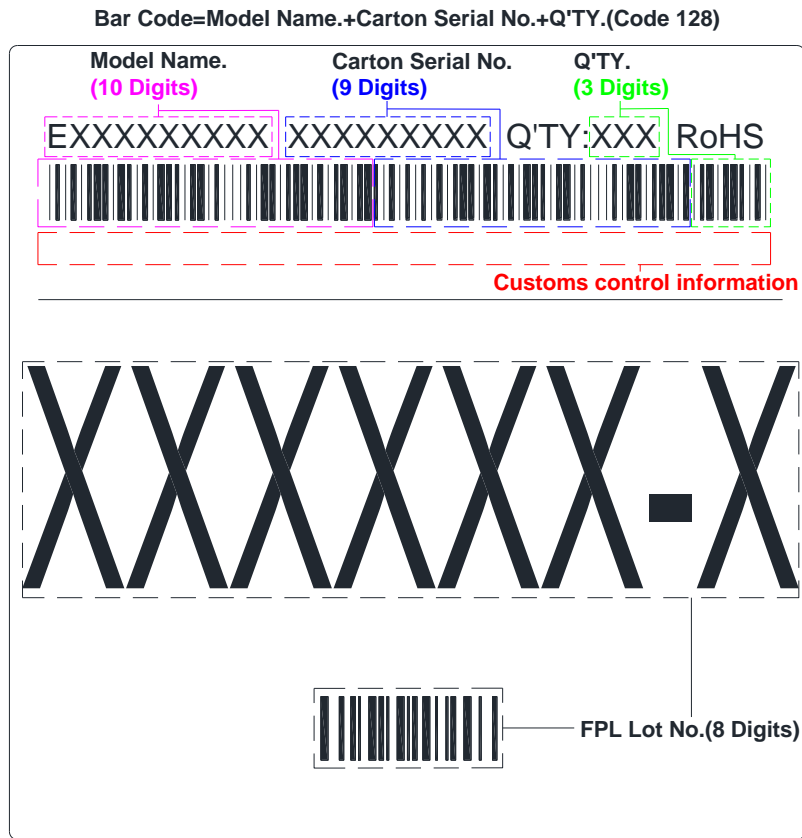 Bar Code=Model Name.+Carton Serial No.+Q'TY.(Code 128)
Model Name. Carton Serial No. Q'TY.
(10 Digits) (9 Digits) (3 Digits)
EXXXXXXXXX XXXXXXXXX Q'TY:XXX RoHS
Customs control information
XXXXXX-X
FPL Lot No.(8 Digits)